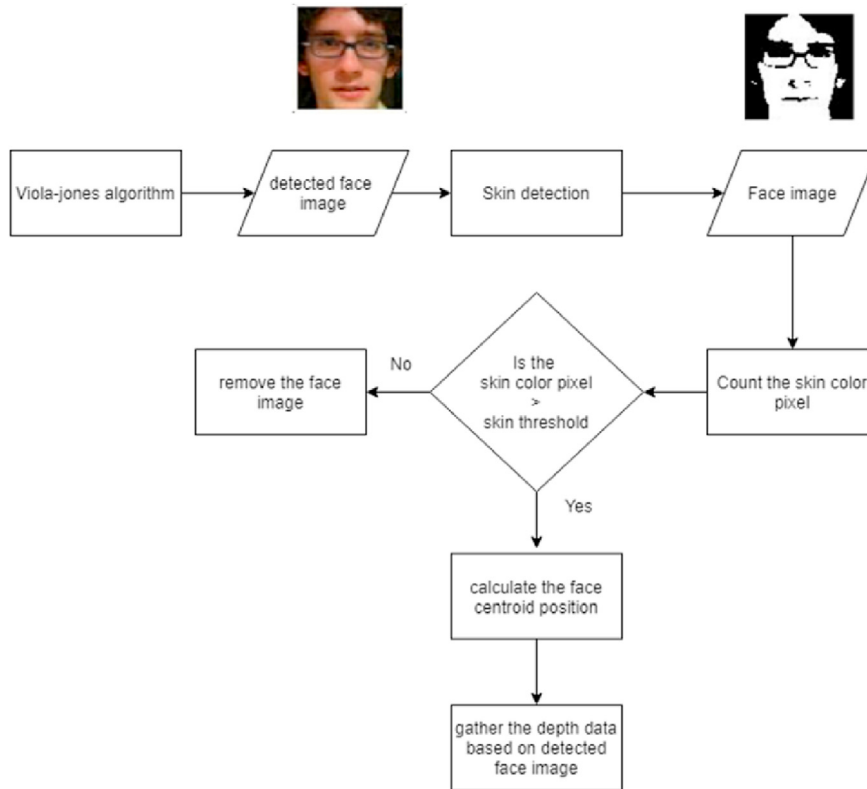 Viola-jones algorithm
detected face
image
Skin detection
Face image
Count the skin color
pixel
Is the
skin color pixel
>
skin threshold
No
remove the face
image
Yes
calculate the face
centroid position
gather the depth data
based on detected
face image